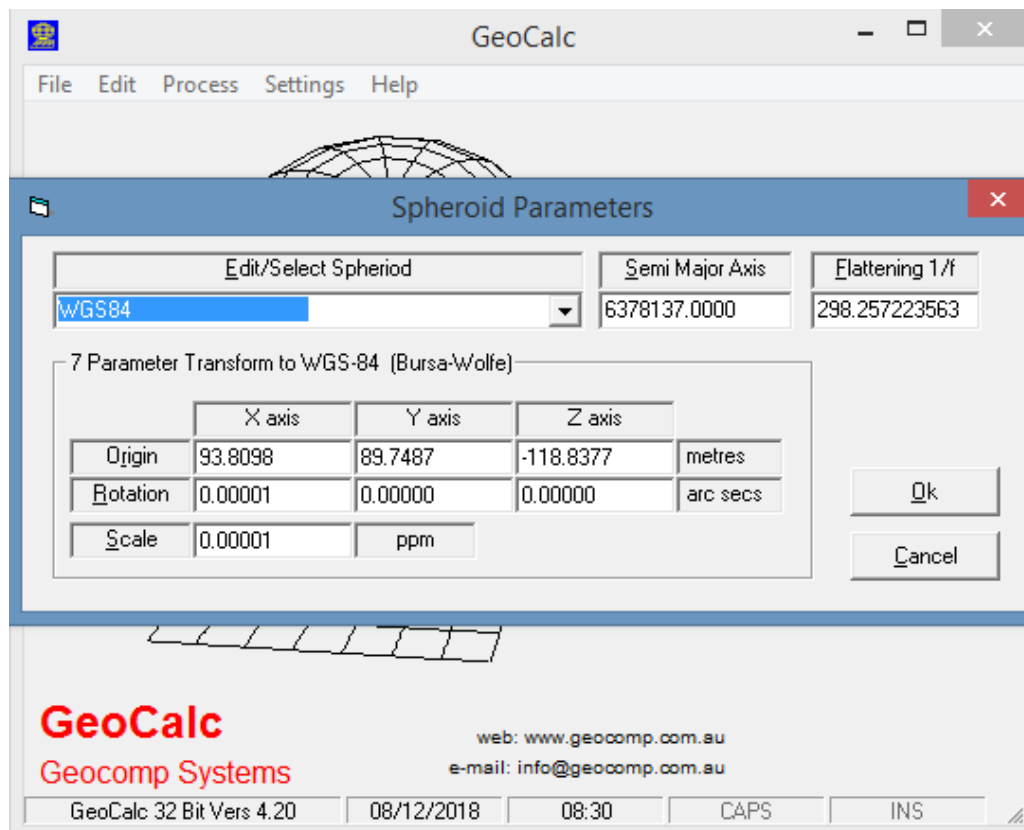 GeoCalc
File Edit Process Settings Help
Spheroid Parameters
Edit/Select Spheriod Semi Major Axis Flattening 1/f
WGS84 6378137.0000 298.257223563
7 Parameter Transform to WGS-84 (Bursa-Wolfe)
X axis Y axis Z axis
Origin 93.8098 89.7487 -118.8377 metres
Rotation 0.00001 0.00000 0.00000 arc secs
Ok
Scale 0.00001 ppm
Cancel
GeoCalc
web: www.geocomp.com.au
Geocomp Systems
e-mail: info@geocomp.com.au
GeoCalc 32 Bit Vers 4.20 08/12/2018 08:30 CAPS INS